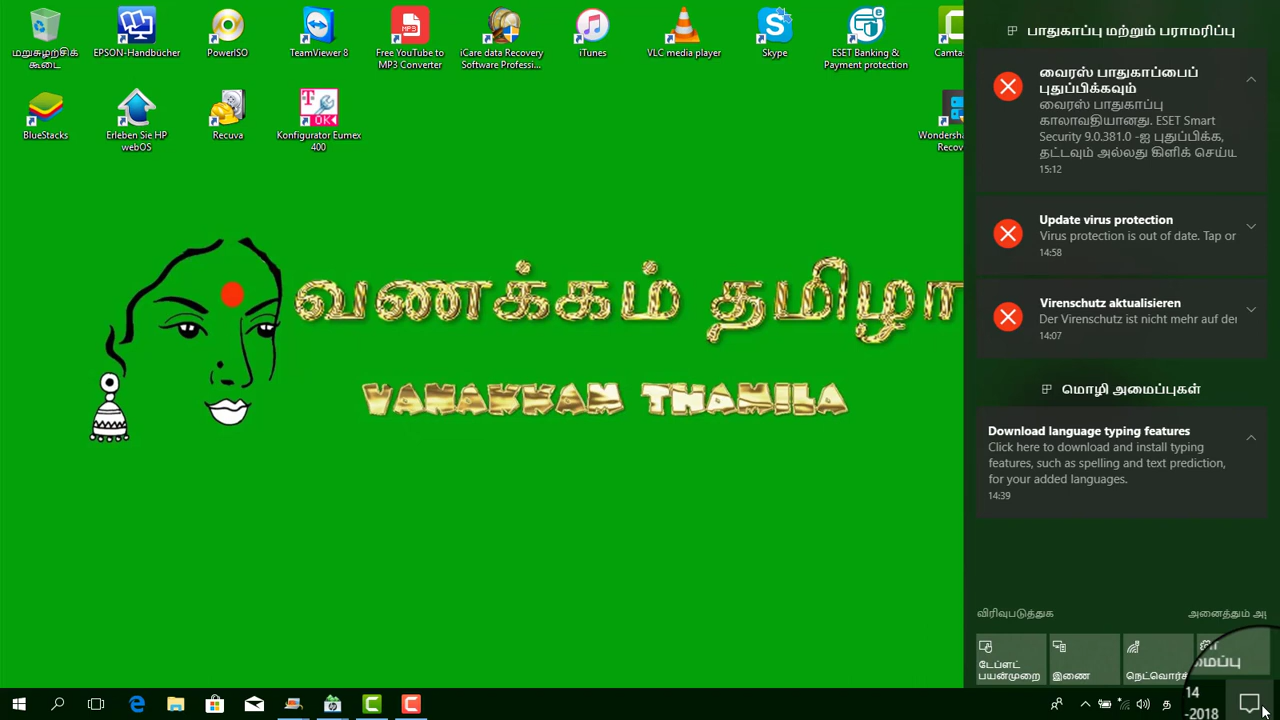 மறுசுழற்சிக்
கூடை
EPSON-Handbücher
PowerISO
TeamViewer 8
Free YouTube to
MP3 Converter
iCare data Recovery
Software Professi...
iTunes
VLC media player
Skype
ESET Banking &
Payment protection
Camtas
BlueStacks
Erleben Sie HP
webOS
Recuva
Konfigurator Eumex
400
Wondersha
Recov
வணக்கம் தமிழா
VANAKKAM THAMILA
பாதுகாப்பு மற்றும் பராமரிப்பு
வைரஸ் பாதுகாப்பைப்
புதுப்பிக்கவும்
வைரஸ் பாதுகாப்பு
காலாவதியானது. ESET Smart
Security 9.0.381.0 -ஐ புதுப்பிக்க,
தட்டவும் அல்லது கிளிக் செய்ய
15:12
Update virus protection
Virus protection is out of date. Tap or
14:58
Virenschutz aktualisieren
Der Virenschutz ist nicht mehr auf der
14:07
மொழி அமைப்புகள்
Download language typing features
Click here to download and install typing
features, such as spelling and text prediction,
for your added languages.
14:39
விரிவுபடுத்துக
அனைத்தும் அ
டேப்ளட்
பயன்முறை
இணை
நெட்வொர்
மைப்பு
த
14
-2018